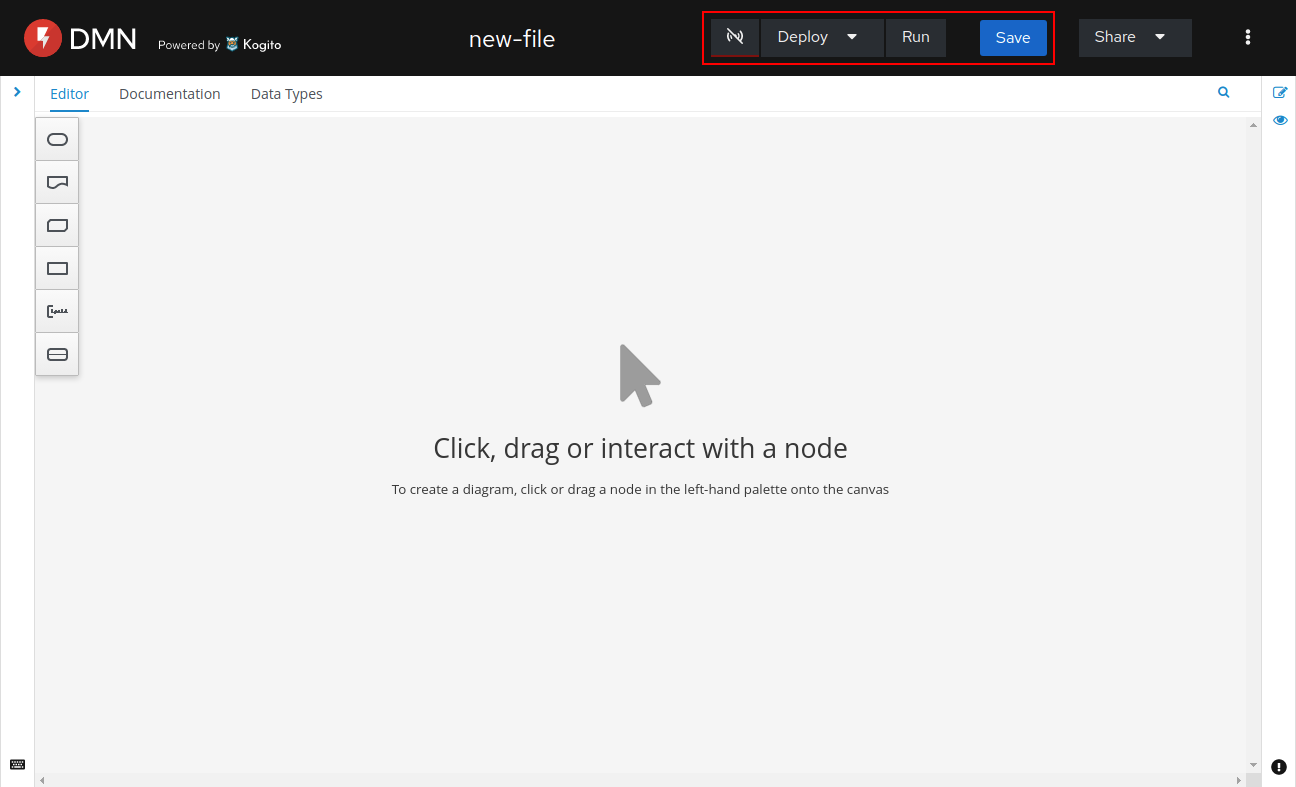 DMN Powered by Kogito new-file Deploy Run Save Share
Editor Documentation Data Types
Click, drag or interact with a node
To create a diagram, click or drag a node in the left-hand palette onto the canvas